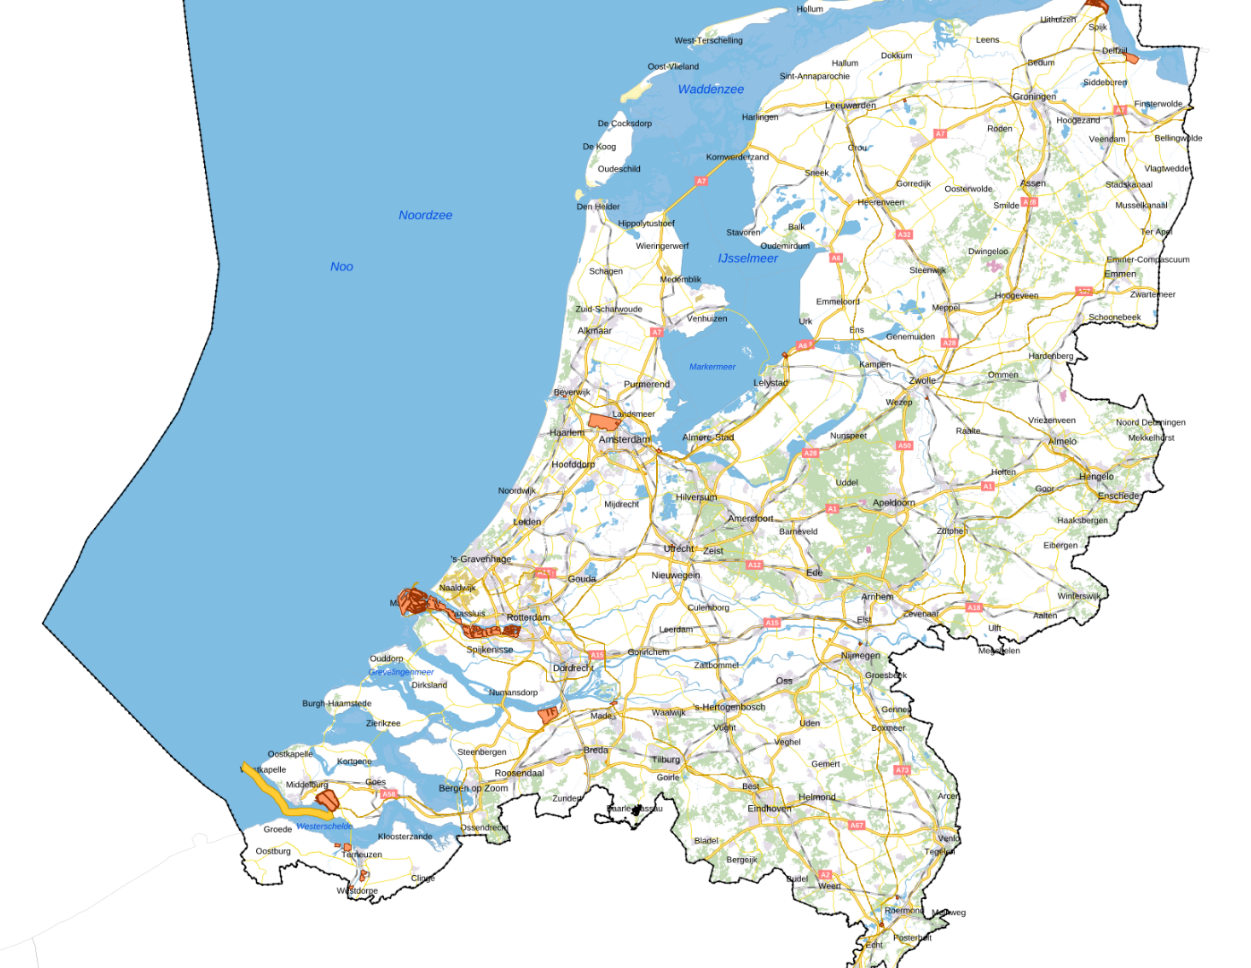 Hollum
Uithuizen
Spijk
West-Terschelling
Leens
Delfzijl
Dokkum
Hallum
Bedum
Oost-Vlieland
Sint-Annaparochie
Siddeburen
Waddenzee
Groningen
Leeuwarden
Finsterwolde
A7
Harlingen
Hoogezand
De Cocksdorp
Roden
A7
Veendam
Bellingwolde
De Koog
Grou
Kornwerderzand
Oudeschild
Sneek
Vlagtwedde
A7
Gorredijk
Oosterwolde
Assen
Stadskanaal
Den Helder
Heerenveen
Smilde
Musselkanaal
Noordzee
Hippolytushoef
Balk
Stavoren
A32
Ter Apel
Wieringerwerf
Oudemirdum
Dwingeloo
IJsselmeer
A6
Emmer-Compascuum
Noo
Schagen
Steenwijk
Emmen
Medemblik
Zwartemeer
Hoogeveen
Emmeloord
Meppel
Zuid-Scharwoude
Venhuizen
Urk
Schoonebeek
Alkmaar
A7
Ens
Genemuiden
A28
A6
Hardenberg
Markermeer
Kampen
Ommen
Purmerend
Lelystad
Zwolle
Beverwijk
Wezep
Landsmeer
Vriezenveen
Noord Deurningen
Haarlem
Amsterdam
Almere-Stad
Nunspeet
Raalte
Almelo
Mekkelhorst
A28
A50
Hoofddorp
Holten
Hengelo
Uddel
A1
Goor
Noordwijk
Hilversum
Enschede
Mijdrecht
Apeldoorn
A1
Leiden
Amersfoort
Haaksbergen
Barneveld
Zutphen
Utrecht
Zeist
Eibergen
's-Gravenhage
A12
Gouda
Nieuwegein
Ede
Naaldwijk
Arnhem
Winterswijk
Culemborg
A18
Zevenaar
Aalten
Rotterdam
Elst
A15
Leerdam
Ulft
Spijkenisse
Gorinchem
A15
Megchelen
Nijmegen
Ouddorp
Zaltbommel
Dordrecht
Grevelingenmeer
Groesbeek
Oss
Dirksland
Numansdorp
Burgh-Haamstede
's-Hertogenbosch
Gennep
Made
Waalwijk
Zierikzee
Uden
Vught
Boxmeer
Veghel
Steenbergen
Breda
Oostkapelle
Kortgene
Tilburg
Gemert
Roosendaal
A73
Goirle
Middelburg
Goes
Bergen op Zoom
Best
A58
Zundert
Helmond
Arcen
Baarle-Nassau
Eindhoven
Westerschelde
Groede
Ossendrecht
A67
Kloosterzande
Bladel
Venlo
Oostburg
Terneuzen
Tegelen
Bergeijk
A2
Clinge
Budel
Weert
Westdorpe
Roermond
Posterholt
Echt